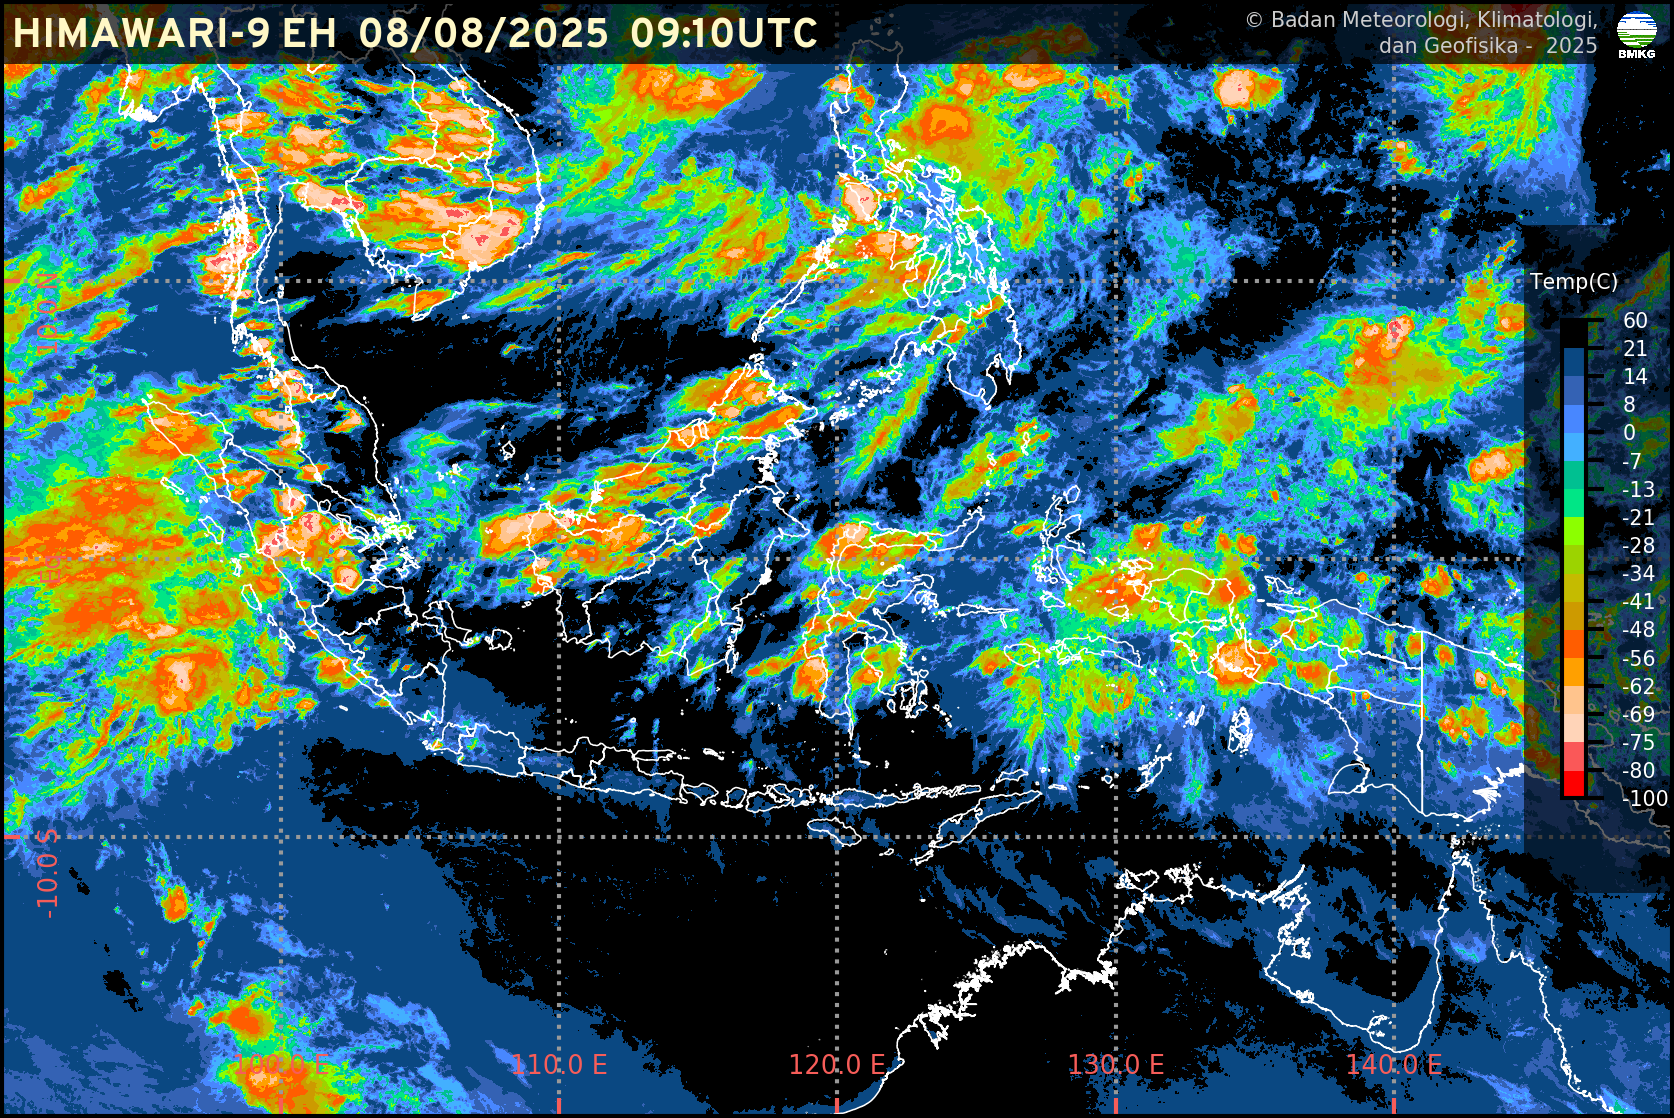 HIMAWARI-9 EH 08/08/2025 09:10UTC
© Badan Meteorologi, Klimatologi,
dan Geofisika - 2025
BMKG
Temp(C)
60
21
14
8
0
-7
-13
-21
-28
-34
-41
-48
-56
-62
-69
-75
-80
-100
10.0 N
-10.0 S
100.0 E
110.0 E
120.0 E
130.0 E
140.0 E